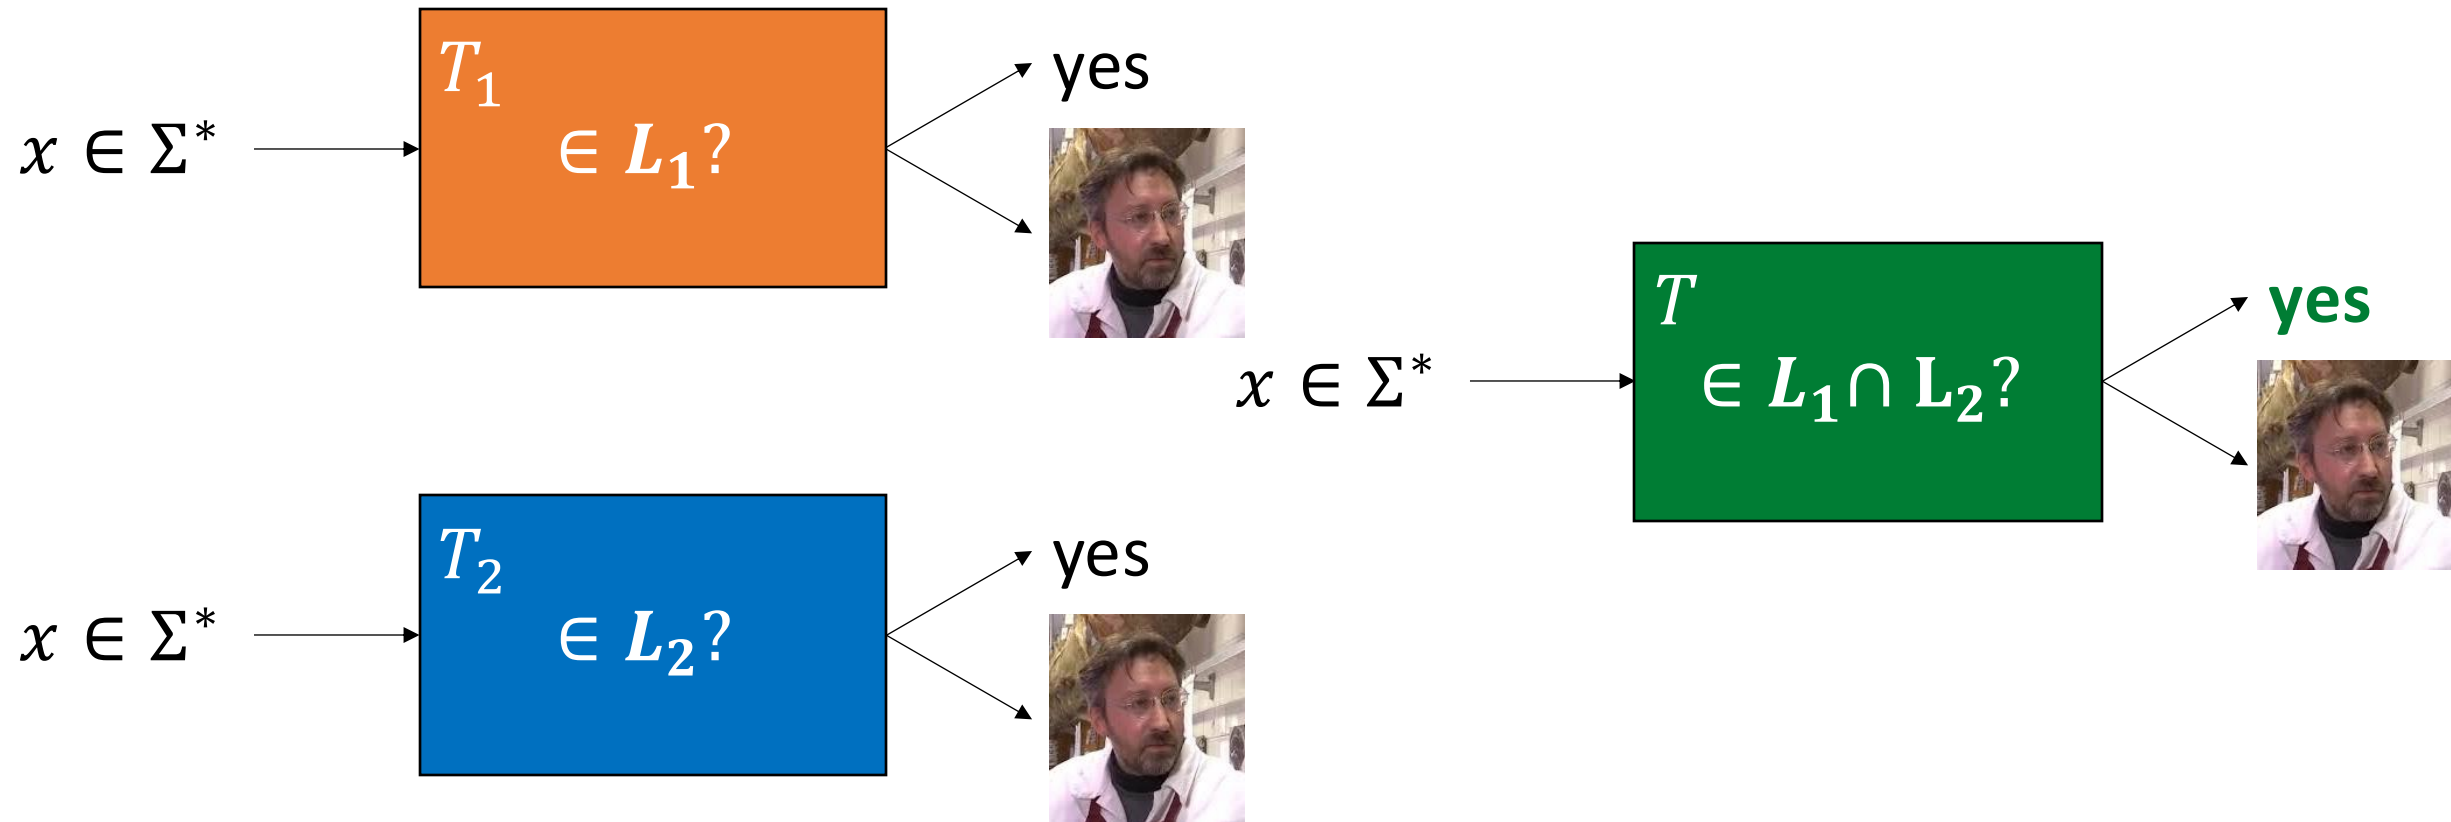 x ∈ Σ*
T₁
∈ L₁?
yes
x ∈ Σ*
T₂
∈ L₂?
yes
x ∈ Σ*
T
∈ L₁∩ L₂?
yes